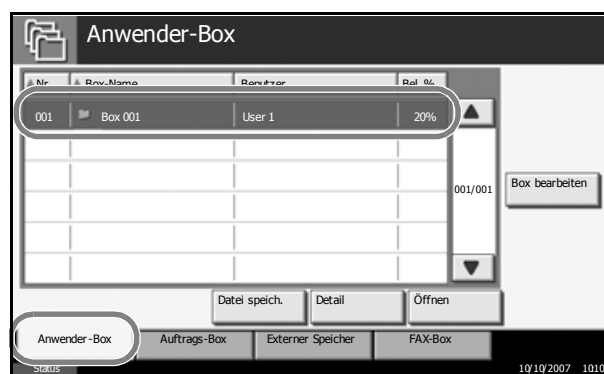 Anwender-Box
Nr. Box-Name Benutzer Bel. %
001 Box 001 User 1 20%
001/001
Box bearbeiten
Datei speich. Detail Öffnen
Anwender-Box Auftrags-Box Externer Speicher FAX-Box
Status 10/10/2007 1010